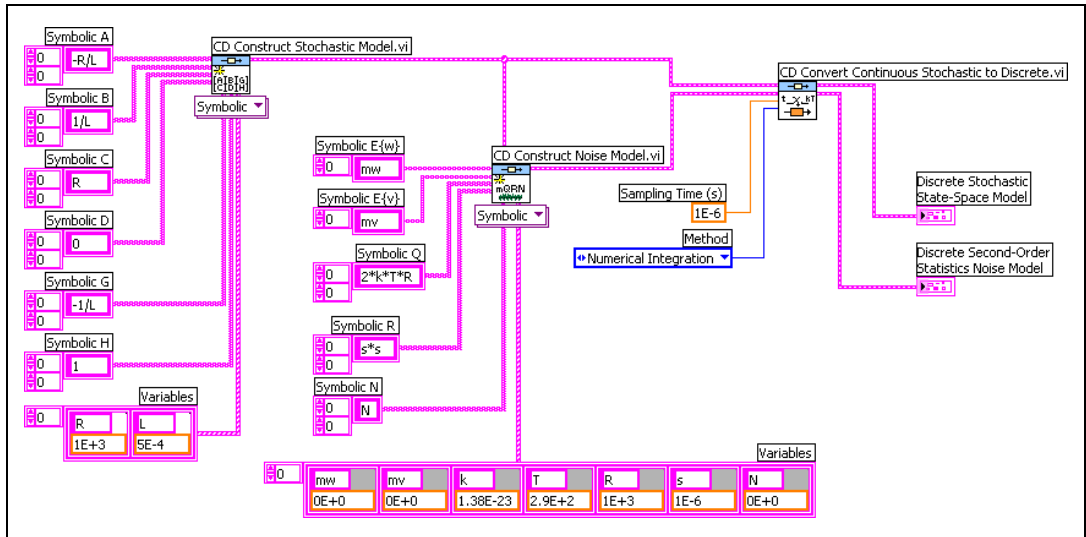 Symbolic A
0
-R/L
0
Symbolic B
0
1/L
0
Symbolic C
0
R
0
Symbolic D
0
0
0
Symbolic G
0
-1/L
0
Symbolic H
0
1
0
Variables
0
R
L
1E+3
5E-4
CD Construct Stochastic Model.vi
[A|B|G]
[C|D|H]
Symbolic
Symbolic E{w}
0
mw
Symbolic E{v}
0
mv
Symbolic Q
0
2*k*T*R
0
Symbolic R
0
s*s
0
Symbolic N
0
N
0
CD Construct Noise Model.vi
mQRN
Symbolic
Variables
0
mw
mv
k
T
R
s
N
0E+0
0E+0
1.38E-23
2.9E+2
1E+3
1E-6
0E+0
Sampling Time (s)
1E-6
Method
Numerical Integration
CD Convert Continuous Stochastic to Discrete.vi
t
kT
Discrete Stochastic
State-Space Model
Discrete Second-Order
Statistics Noise Model